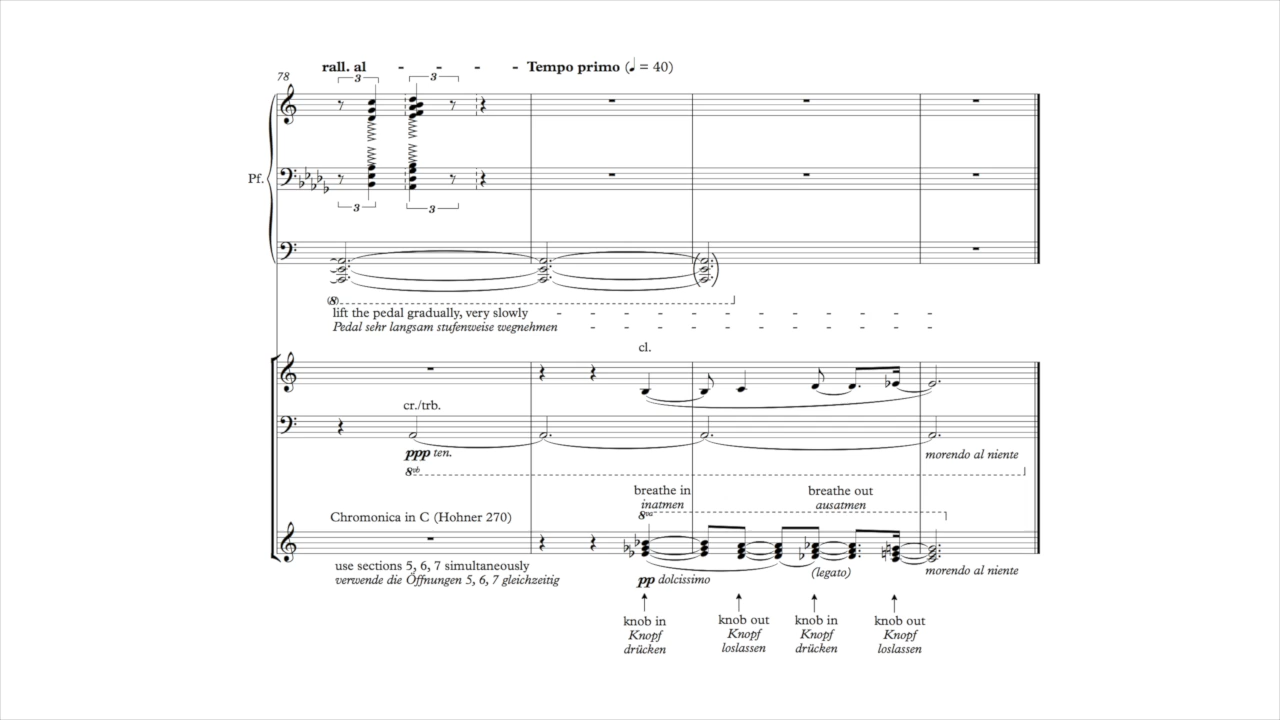 rall. al - - - - Tempo primo (♩ = 40)
78
3 3
Pf.
3 3
(8)
lift the pedal gradually, very slowly - - - - - - - - - -
Pedal sehr langsam stufenweise wegnehmen - - - - - - - - -
cl.
cr./trb.
ppp ten.
morendo al niente
8vb
breathe in breathe out
inatmen ausatmen
8va
Chromonica in C (Hohner 270)
use sections 5, 6, 7 simultaneously
verwende die Öffnungen 5, 6, 7 gleichzeitig
pp dolcissimo
(legato)
morendo al niente
knob in knob out knob in knob out
Knopf Knopf Knopf Knopf
drücken loslassen drücken loslassen